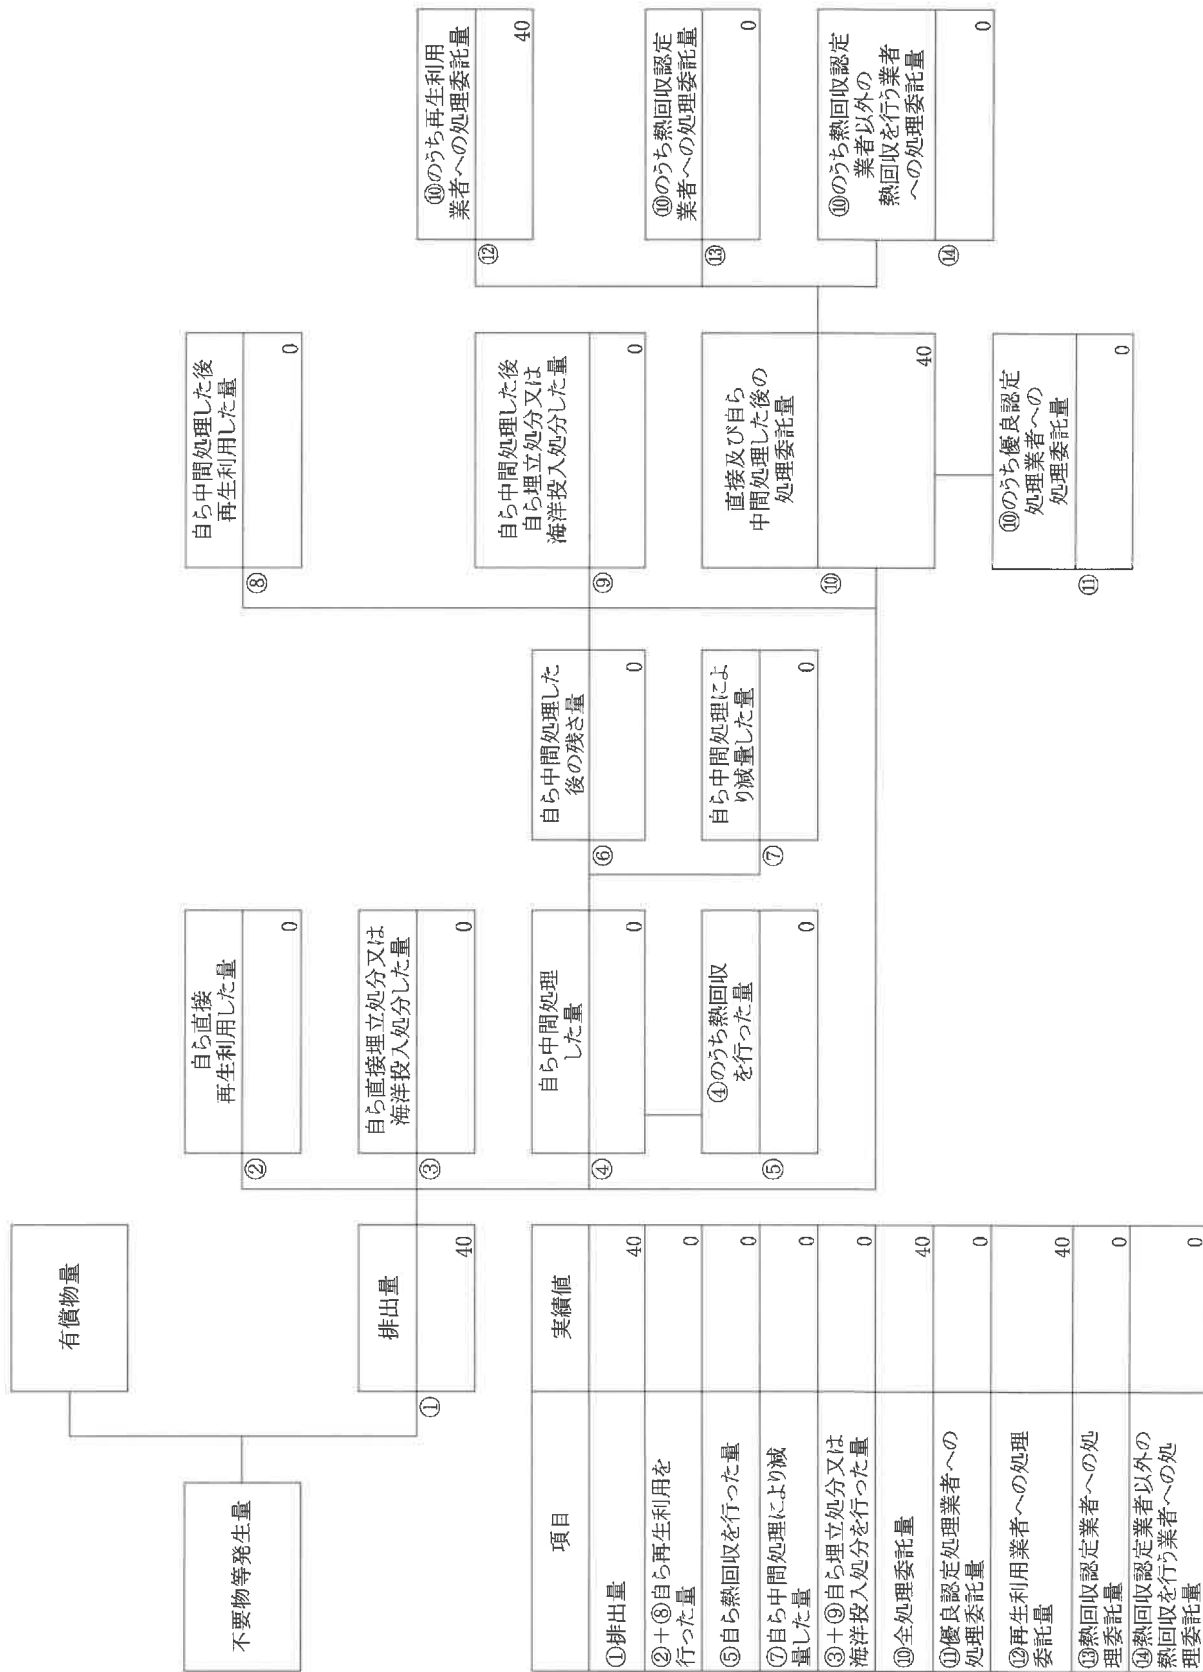 不要物等発生量
有償物量
①
排出量
40
②
自ら直接
再生利用した量
0
③
自ら直接埋立処分又は
海洋投入処分した量
0
④
自ら中間処理
した量
0
⑤
④のうち熱回収
を行った量
0
⑥
自ら中間処理した
後の残さ量
0
⑦
自ら中間処理によ
り減量した量
0
⑧
自ら中間処理した後
再生利用した量
0
⑨
自ら中間処理した後
自ら埋立処分又は
海洋投入処分した量
0
⑩
直接及び自ら
中間処理した後の
処理委託量
40
⑪
⑩のうち優良認定
処理業者への
処理委託量
0
⑫
⑩のうち再生利用
業者への処理委託量
40
⑬
⑩のうち熱回収認定
業者への処理委託量
0
⑭
⑩のうち熱回収認定
業者以外の
熱回収を行う業者
への処理委託量
0
項目 実績値
①排出量 40
②+⑧自ら再生利用を
行った量 0
⑤自ら熱回収を行った量 0
⑦自ら中間処理により減
量した量 0
③+⑨自ら埋立処分又は
海洋投入処分を行った量 0
⑩全処理委託量 40
⑪優良認定処理業者への
処理委託量 0
⑫再生利用業者への処理
委託量 40
⑬熱回収認定業者への処
理委託量 0
⑭熱回収認定業者以外の
熱回収を行う業者への処
理委託量 0